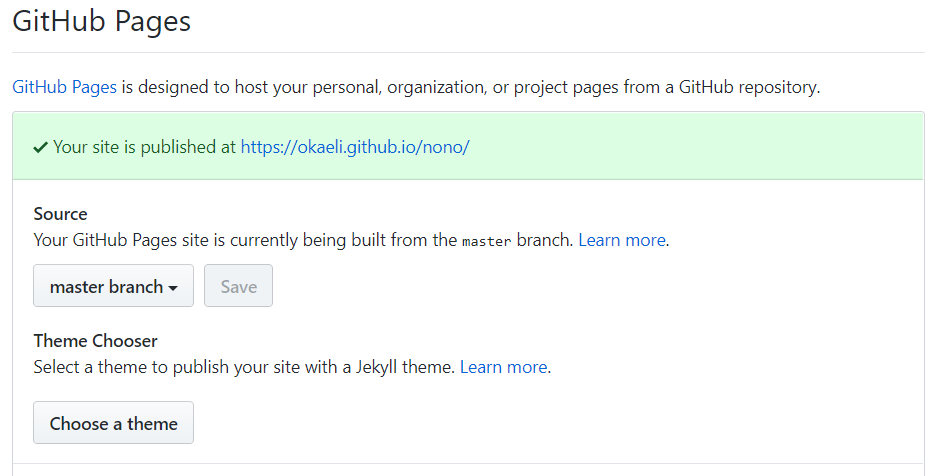 GitHub Pages
GitHub Pages is designed to host your personal, organization, or project pages from a GitHub repository.
Your site is published at https://okaeli.github.io/nono/
Source
Your GitHub Pages site is currently being built from the master branch. Learn more.
master branch Save
Theme Chooser
Select a theme to publish your site with a Jekyll theme. Learn more.
Choose a theme